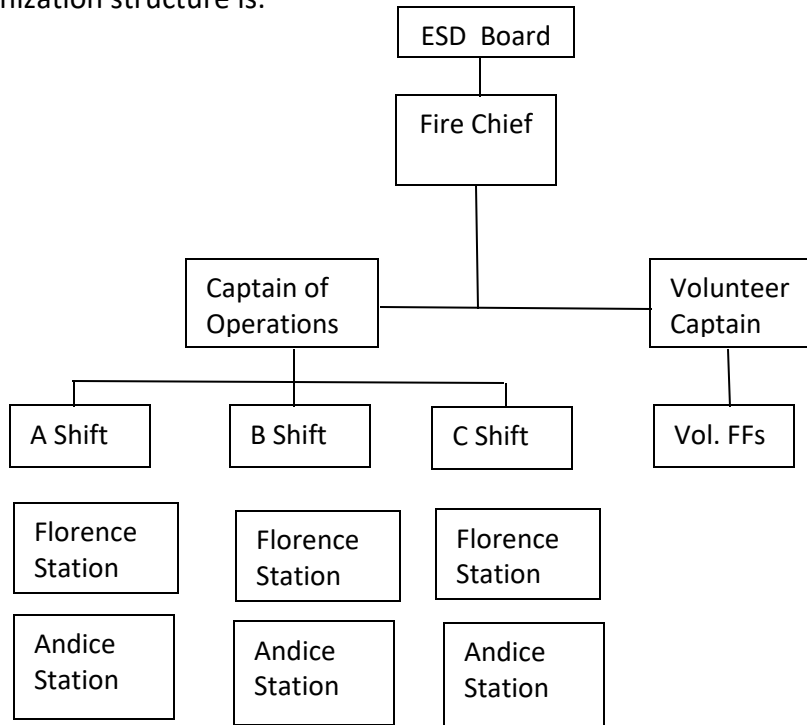 nization structure is:
ESD Board
Fire Chief
Captain of
Operations
Volunteer
Captain
A Shift
B Shift
C Shift
Vol. FFs
Florence
Station
Florence
Station
Florence
Station
Andice
Station
Andice
Station
Andice
Station